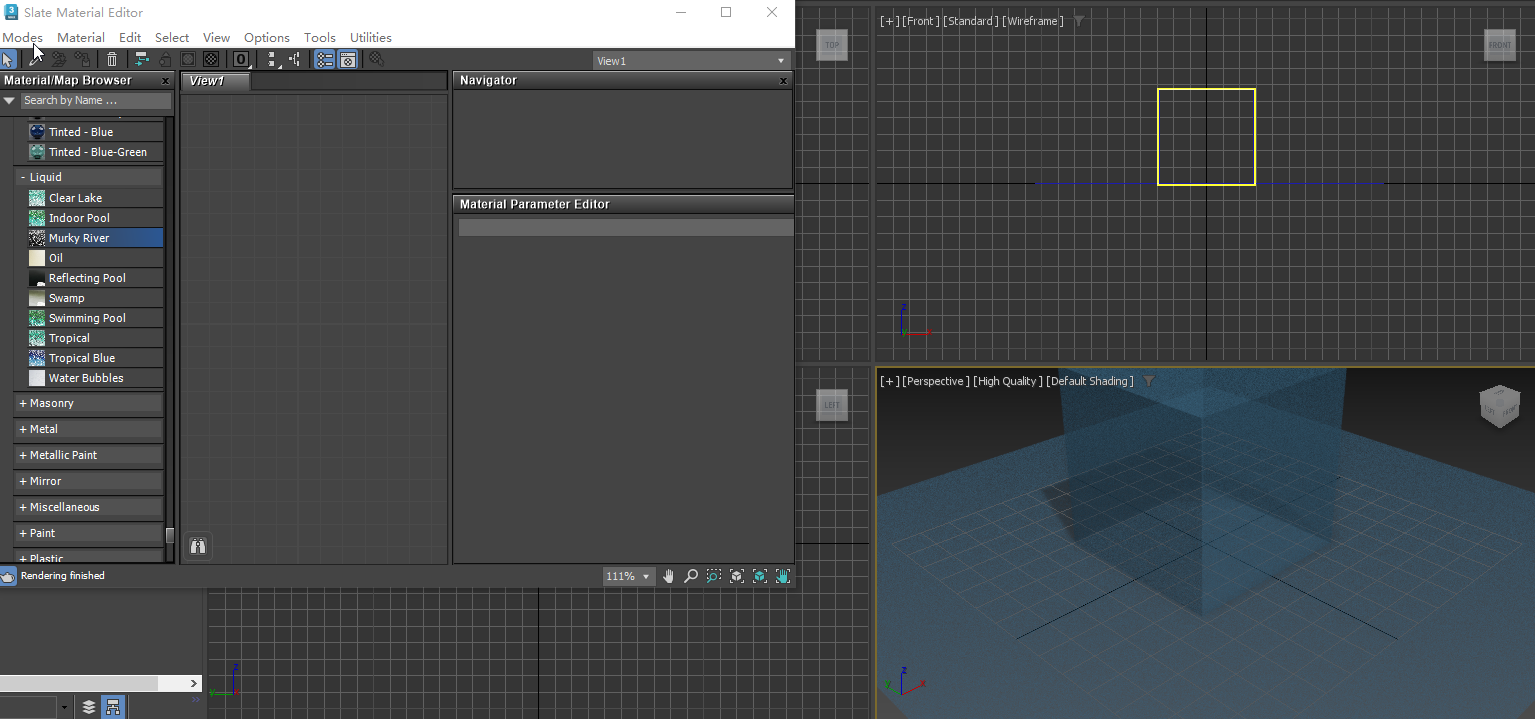 3
Slate Material Editor
Modes Material Edit Select View Options Tools Utilities
0
View1
Material/Map Browser x
Search by Name ...
Tinted - Blue
Tinted - Blue-Green
- Liquid
Clear Lake
Indoor Pool
Murky River
Oil
Reflecting Pool
Swamp
Swimming Pool
Tropical
Tropical Blue
Water Bubbles
+ Masonry
+ Metal
+ Metallic Paint
+ Mirror
+ Miscellaneous
+ Paint
+ Plastic
View1
Navigator x
Material Parameter Editor
Rendering finished
111%
TOP
[+] [Front ] [Standard ] [Wireframe ]
FRONT
z
x
LEFT
[+] [Perspective ] [High Quality ] [Default Shading ]
FRONT
z
y
x
z
y